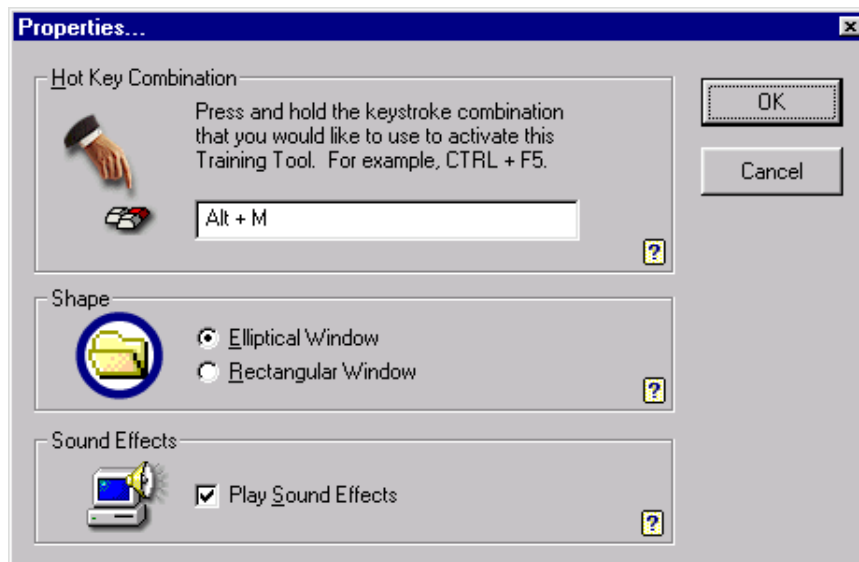 Properties...
Hot Key Combination
Press and hold the keystroke combination
that you would like to use to activate this
Training Tool.  For example, CTRL + F5.
Alt + M
?
OK
Cancel
Shape
Elliptical Window
Rectangular Window
?
Sound Effects
Play Sound Effects
?